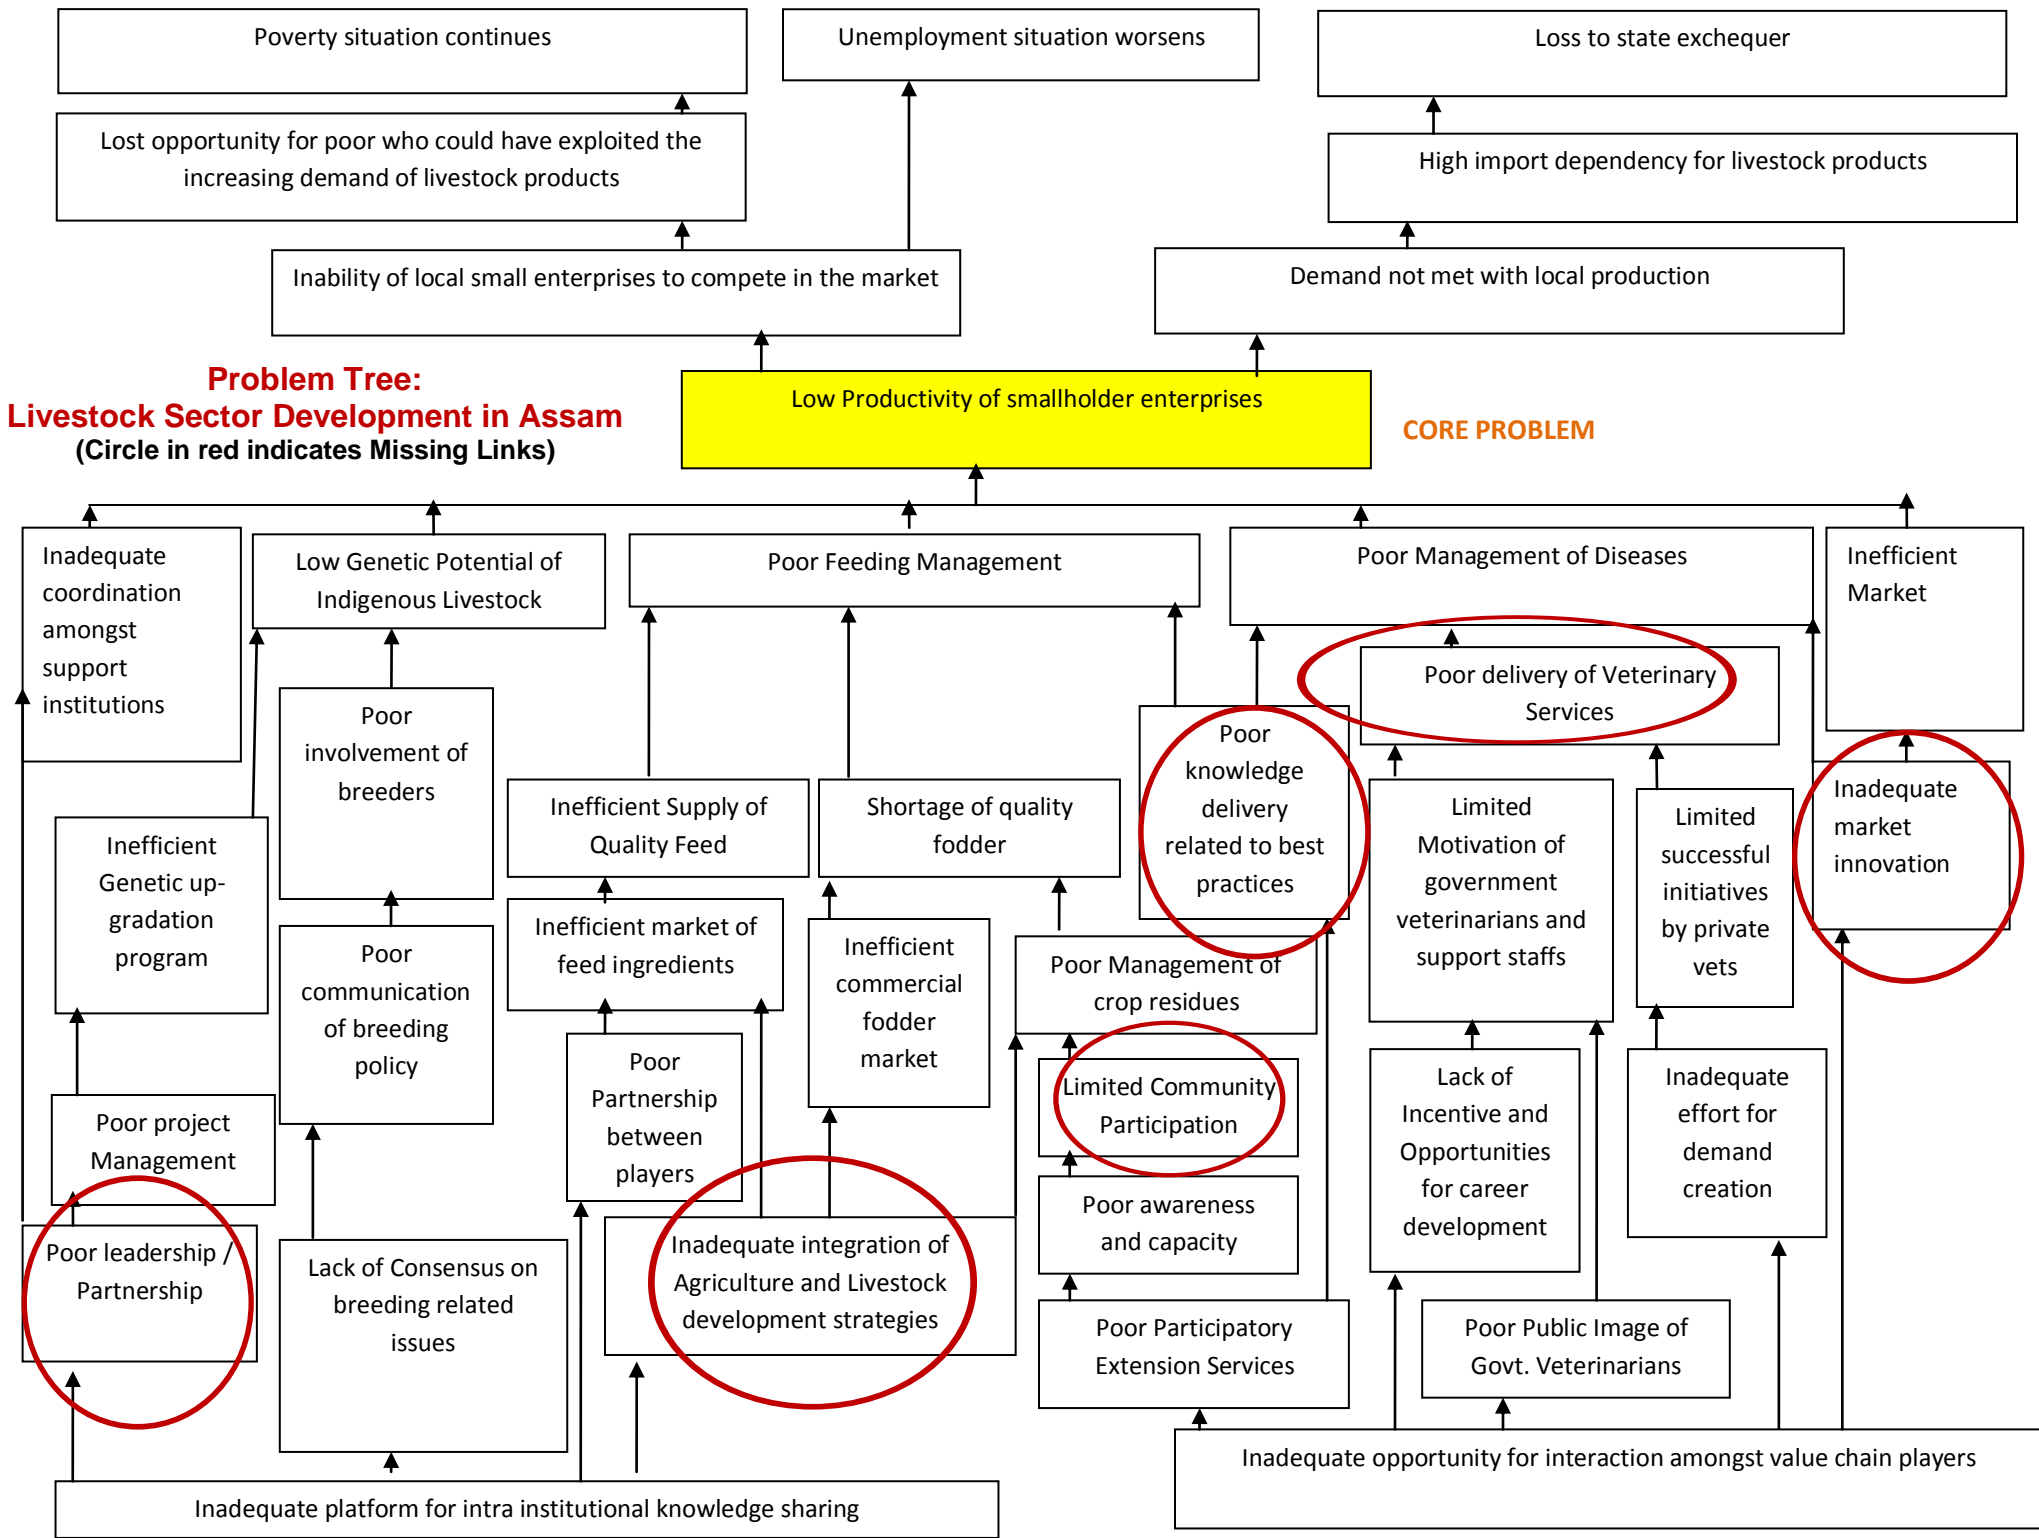 Poverty situation continues
Unemployment situation worsens
Loss to state exchequer
Lost opportunity for poor who could have exploited the
increasing demand of livestock products
High import dependency for livestock products
Inability of local small enterprises to compete in the market
Demand not met with local production
Problem Tree:
Livestock Sector Development in Assam
(Circle in red indicates Missing Links)
Low Productivity of smallholder enterprises
CORE PROBLEM
Inadequate
coordination
amongst
support
institutions
Low Genetic Potential of
Indigenous Livestock
Poor Feeding Management
Poor Management of Diseases
Inefficient
Market
Poor
involvement of
breeders
Poor delivery of Veterinary
Services
Poor
knowledge
delivery
related to best
practices
Inefficient
Genetic up-
gradation
program
Inefficient Supply of
Quality Feed
Shortage of quality
fodder
Limited
Motivation of
government
veterinarians and
support staffs
Limited
successful
initiatives
by private
vets
Inadequate
market
innovation
Poor
communication
of breeding
policy
Inefficient market of
feed ingredients
Inefficient
commercial
fodder
market
Poor Management of
crop residues
Poor project
Management
Poor
Partnership
between
players
Limited Community
Participation
Lack of
Incentive and
Opportunities
for career
development
Inadequate
effort for
demand
creation
Poor leadership /
Partnership
Lack of Consensus on
breeding related
issues
Inadequate integration of
Agriculture and Livestock
development strategies
Poor awareness
and capacity
Poor Participatory
Extension Services
Poor Public Image of
Govt. Veterinarians
Inadequate platform for intra institutional knowledge sharing
Inadequate opportunity for interaction amongst value chain players